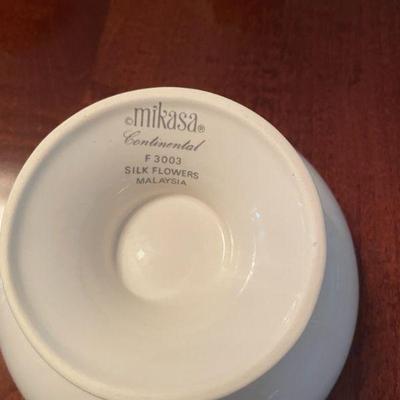 ©mikasa®
Continental
F 3003
SILK FLOWERS
MALAYSIA